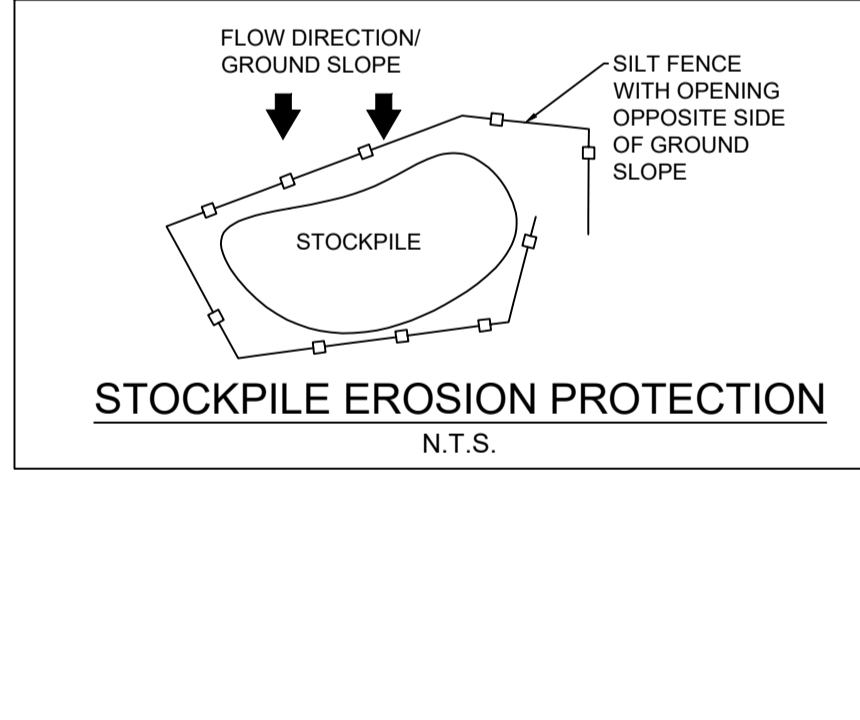 FLOW DIRECTION/
GROUND SLOPE
SILT FENCE
WITH OPENING
OPPOSITE SIDE
OF GROUND
SLOPE
STOCKPILE
STOCKPILE EROSION PROTECTION
N.T.S.